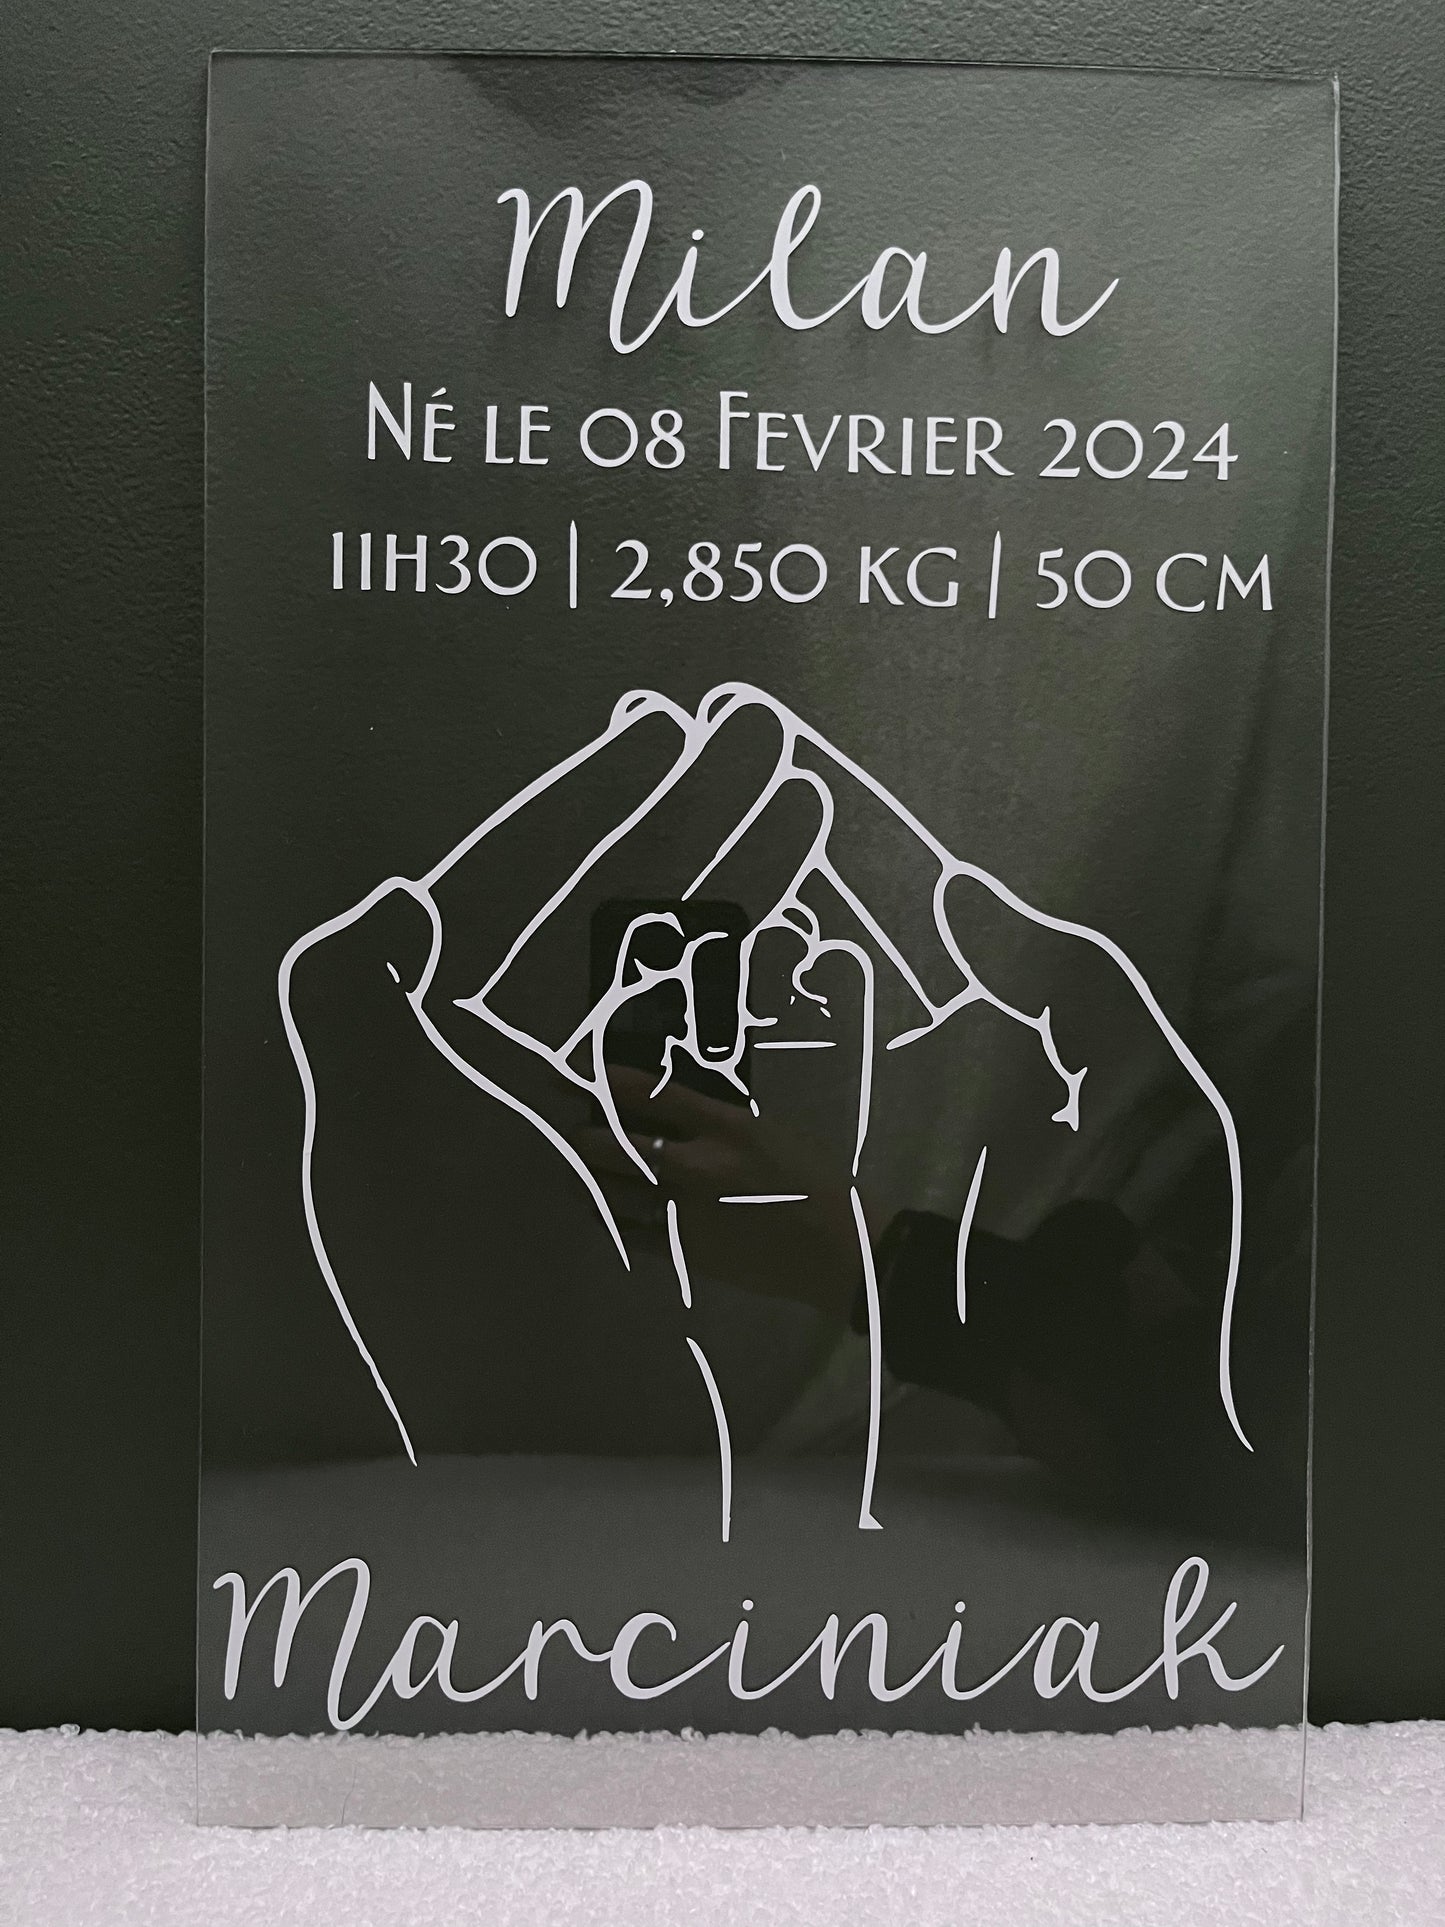 Milan
Né le 08 Fevrier 2024
11h30 | 2,850 kg | 50 cm
Marciniak